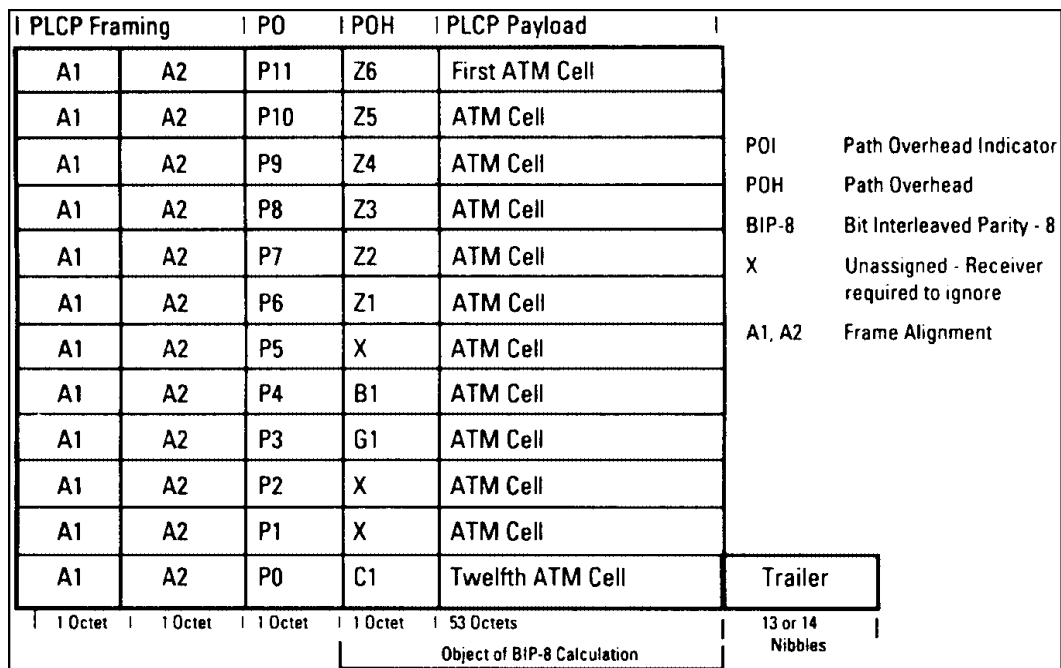 PLCP Framing PO POH PLCP Payload
A1 A2 P11 Z6 First ATM Cell
A1 A2 P10 Z5 ATM Cell
A1 A2 P9 Z4 ATM Cell
A1 A2 P8 Z3 ATM Cell
A1 A2 P7 Z2 ATM Cell
A1 A2 P6 Z1 ATM Cell
A1 A2 P5 X ATM Cell
A1 A2 P4 B1 ATM Cell
A1 A2 P3 G1 ATM Cell
A1 A2 P2 X ATM Cell
A1 A2 P1 X ATM Cell
A1 A2 P0 C1 Twelfth ATM Cell Trailer
1 Octet 1 Octet 1 Octet 1 Octet 53 Octets 13 or 14
Nibbles
Object of BIP-8 Calculation
POI Path Overhead Indicator
POH Path Overhead
BIP-8 Bit Interleaved Parity - 8
X Unassigned - Receiver
required to ignore
A1, A2 Frame Alignment